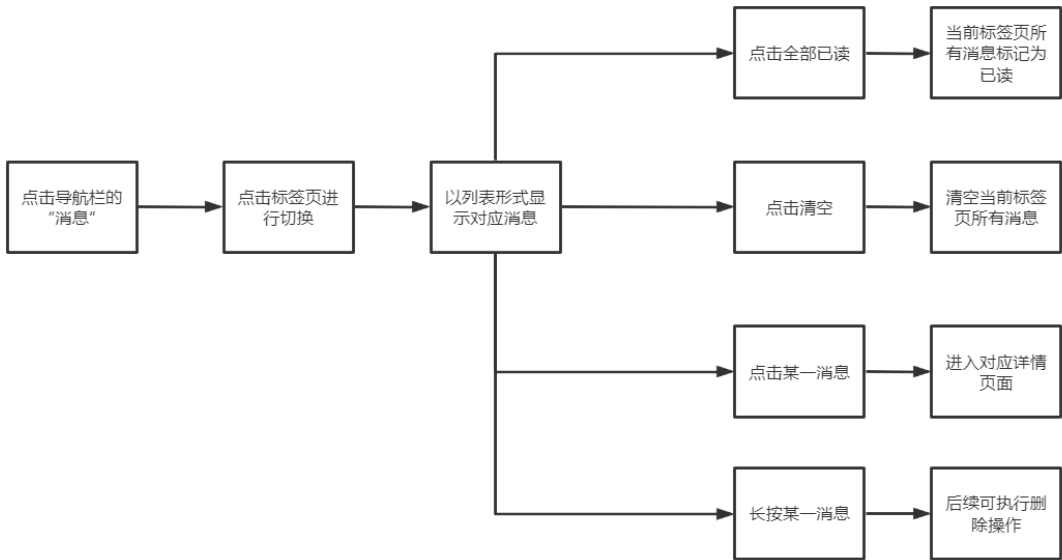 点击导航栏的
“消息”
点击标签页进
行切换
以列表形式显
示对应消息
点击全部已读
当前标签页所
有消息标记为
已读
点击清空
清空当前标签
页所有消息
点击某一消息
进入对应详情
页面
长按某一消息
后续可执行删
除操作